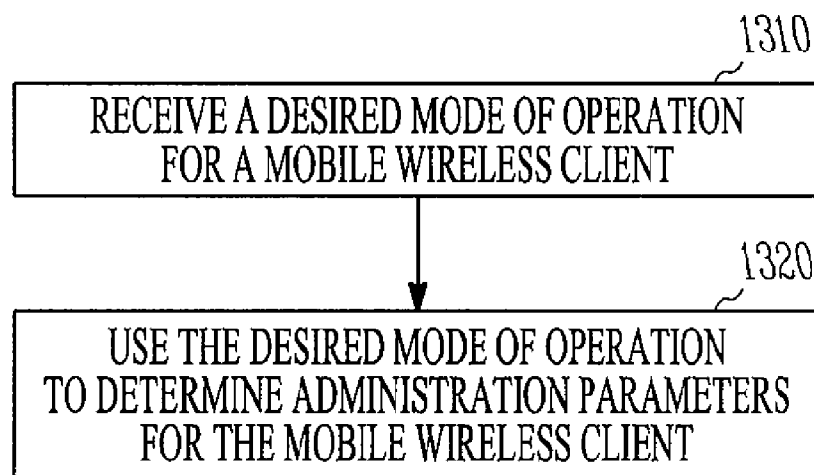 1310
RECEIVE A DESIRED MODE OF OPERATION
FOR A MOBILE WIRELESS CLIENT
1320
USE THE DESIRED MODE OF OPERATION
TO DETERMINE ADMINISTRATION PARAMETERS
FOR THE MOBILE WIRELESS CLIENT